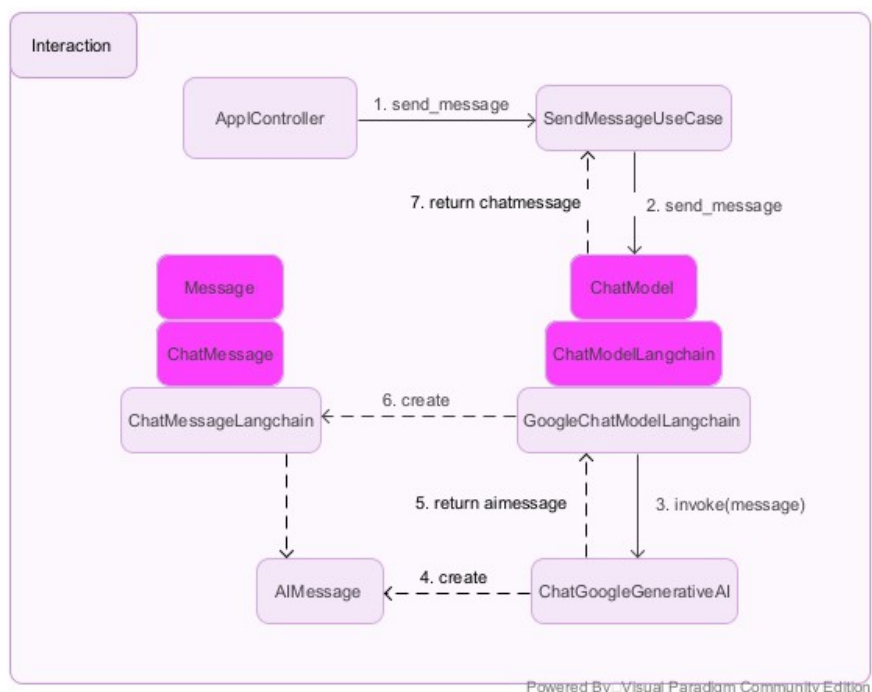 Interaction
ApplController
1. send_message
SendMessageUseCase
7. return chatmessage
2. send_message
Message
ChatModel
ChatMessage
ChatModelLangchain
ChatMessageLangchain
6. create
GoogleChatModelLangchain
5. return aimessage
3. invoke(message)
AIMessage
4. create
ChatGoogleGenerativeAI
Powered By Visual Paradigm Community Edition